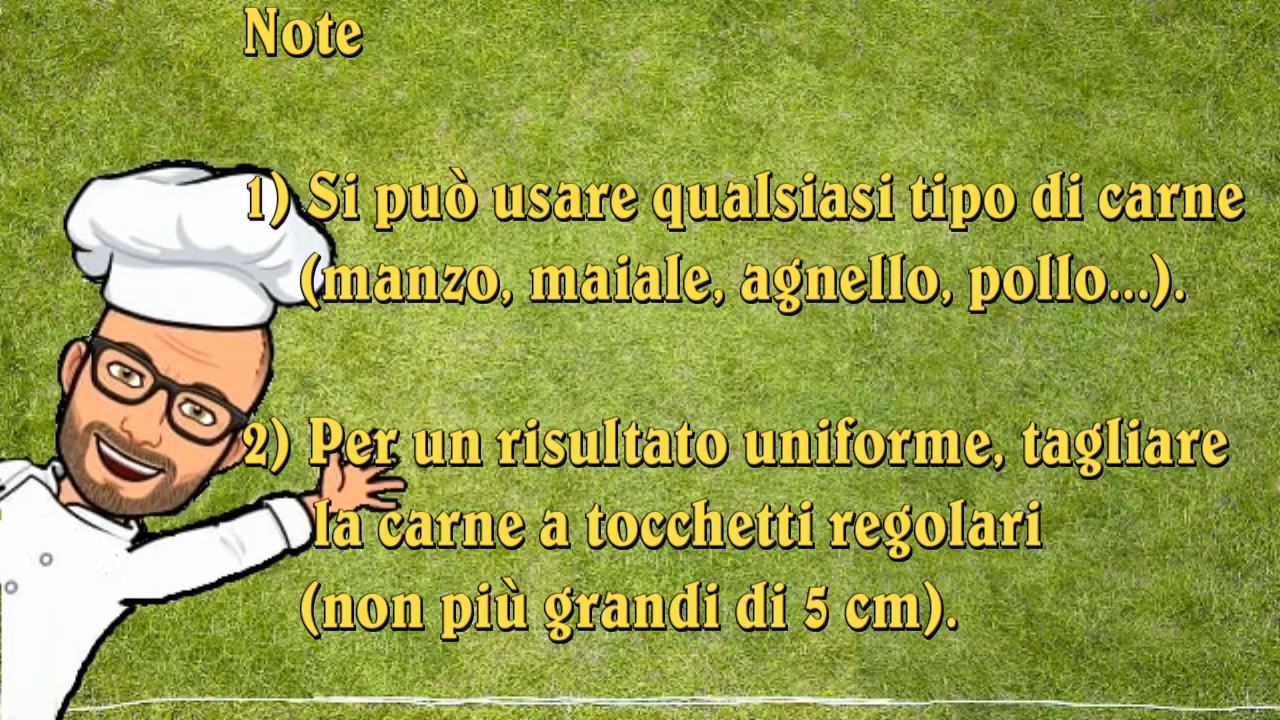 Note
1) Si può usare qualsiasi tipo di carne
(manzo, maiale, agnello, pollo...).
2) Per un risultato uniforme, tagliare
la carne a tocchetti regolari
(non più grandi di 5 cm).